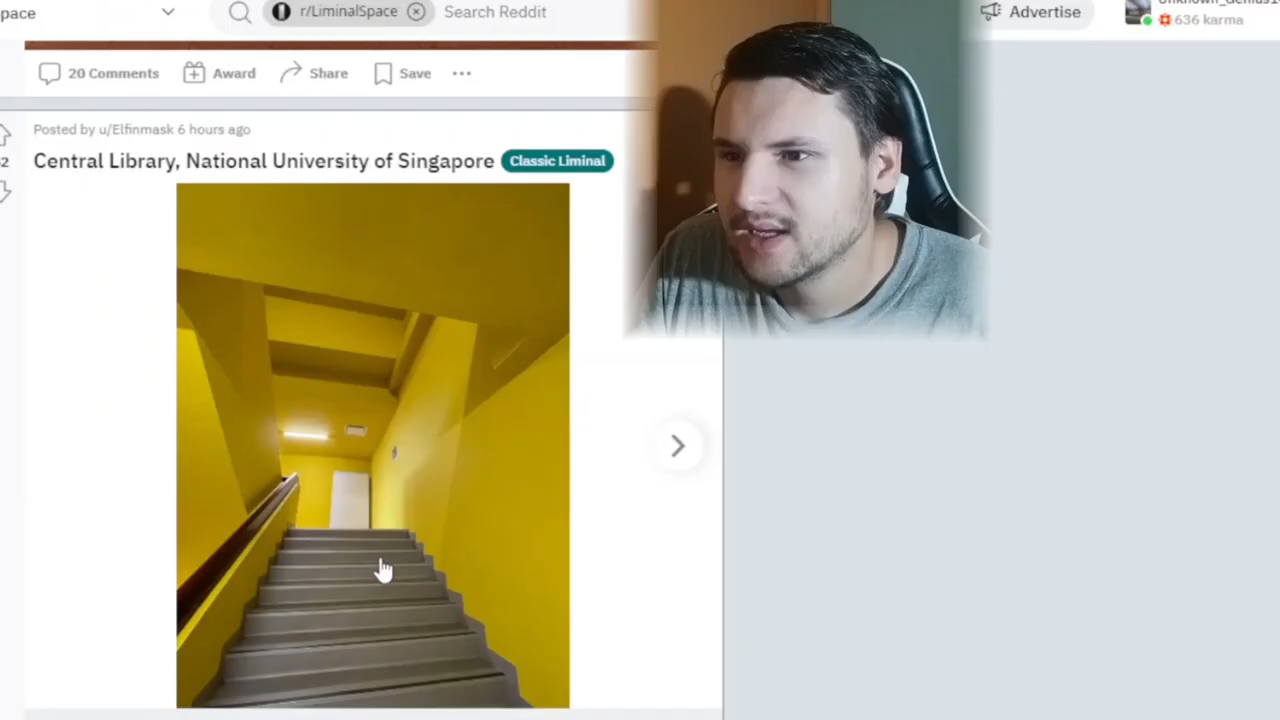 pace
r/LiminalSpace
Search Reddit
Advertise
636 karma
20 Comments
Award
Share
Save
Posted by u/Elfinmask 6 hours ago
Central Library, National University of Singapore
Classic Liminal